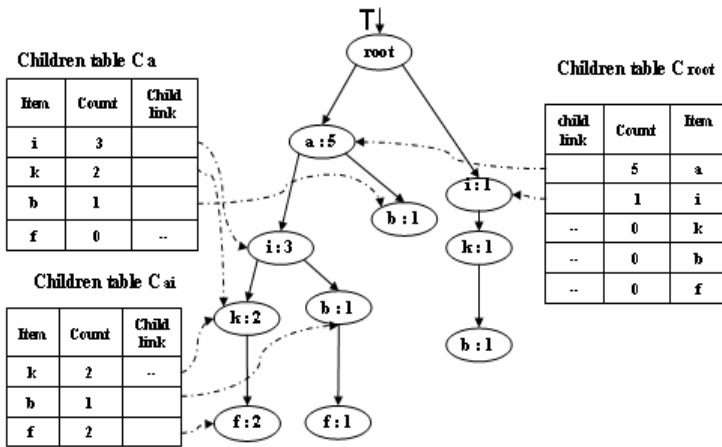 T
root
Children table C a
Item Count Child link
i 3
k 2
b 1
f 0 --
Children table C root
child link Count Item
5 a
1 i
-- 0 k
-- 0 b
-- 0 f
a : 5
i : 1
b : 1
i : 3
k : 1
Children table C ai
Item Count Child link
k 2 --
b 1
f 2
k : 2
b : 1
b : 1
f : 2
f : 1